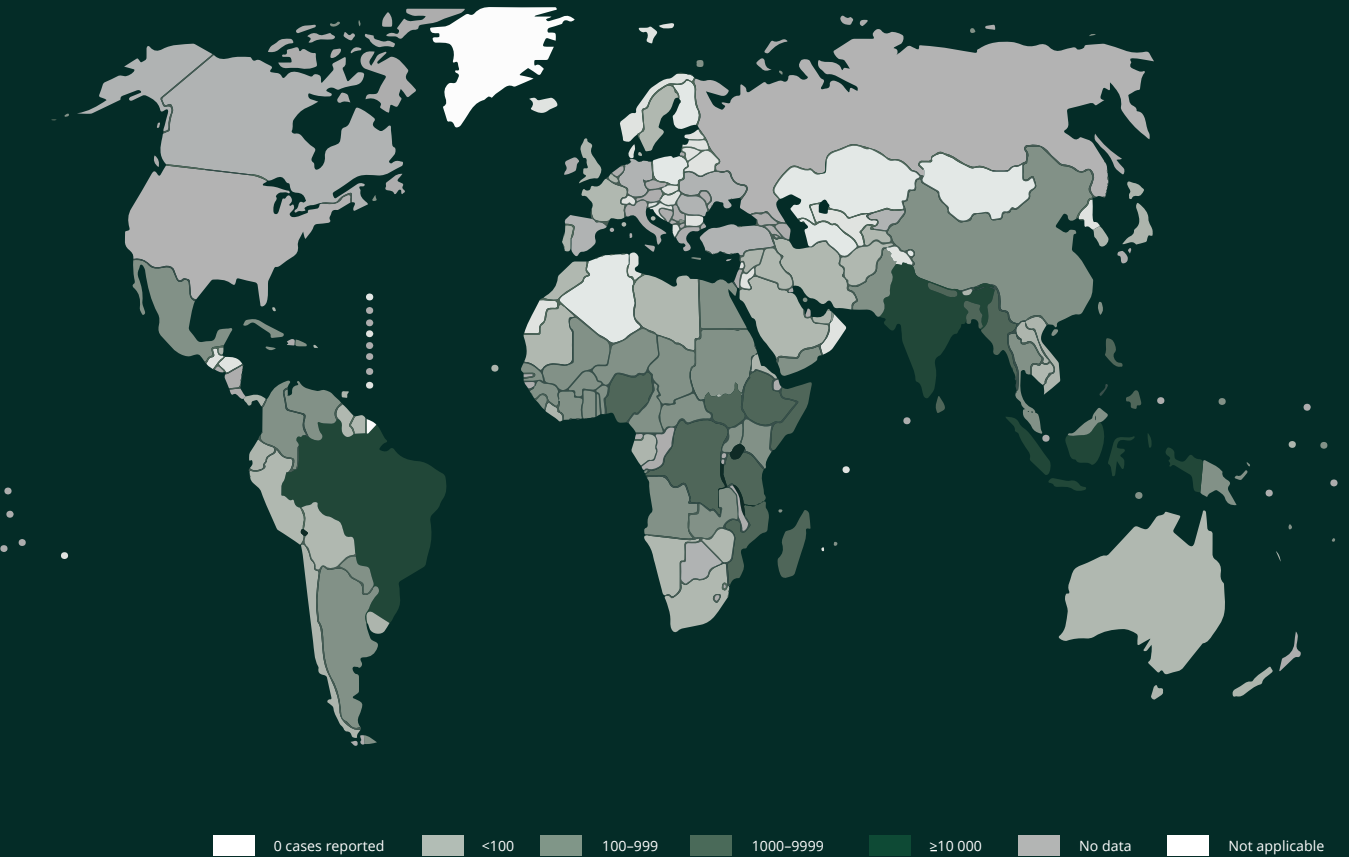 0 cases reported
<100
100–999
1000–9999
≥10 000
No data
Not applicable